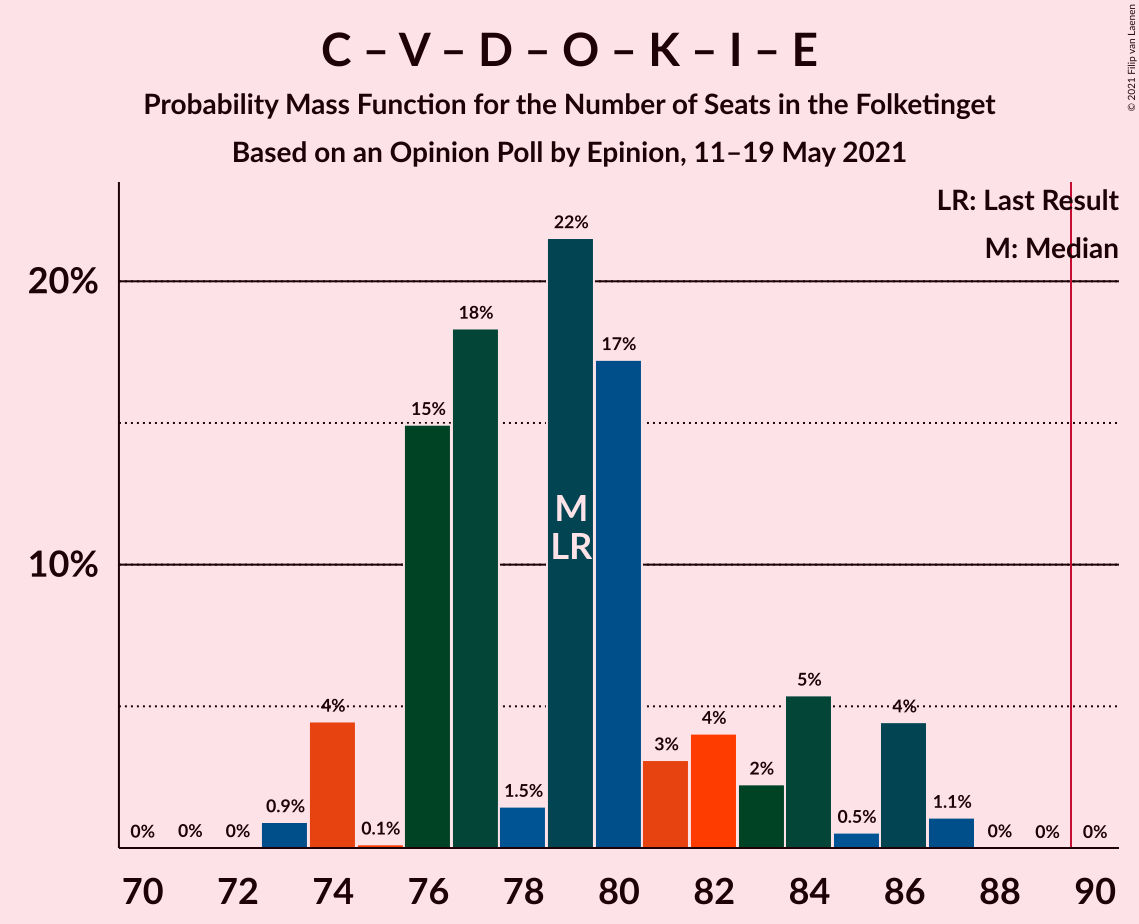 C – V – D – O – K – I – E
Probability Mass Function for the Number of Seats in the Folketinget
Based on an Opinion Poll by Epinion, 11–19 May 2021
© 2021 Filip van Laenen
LR: Last Result
M: Median
20%
10%
0%
0%
0%
0.9%
4%
0.1%
15%
18%
1.5%
22%
17%
3%
4%
2%
5%
0.5%
4%
1.1%
0%
0%
0%
M
LR
70 72 74 76 78 80 82 84 86 88 90